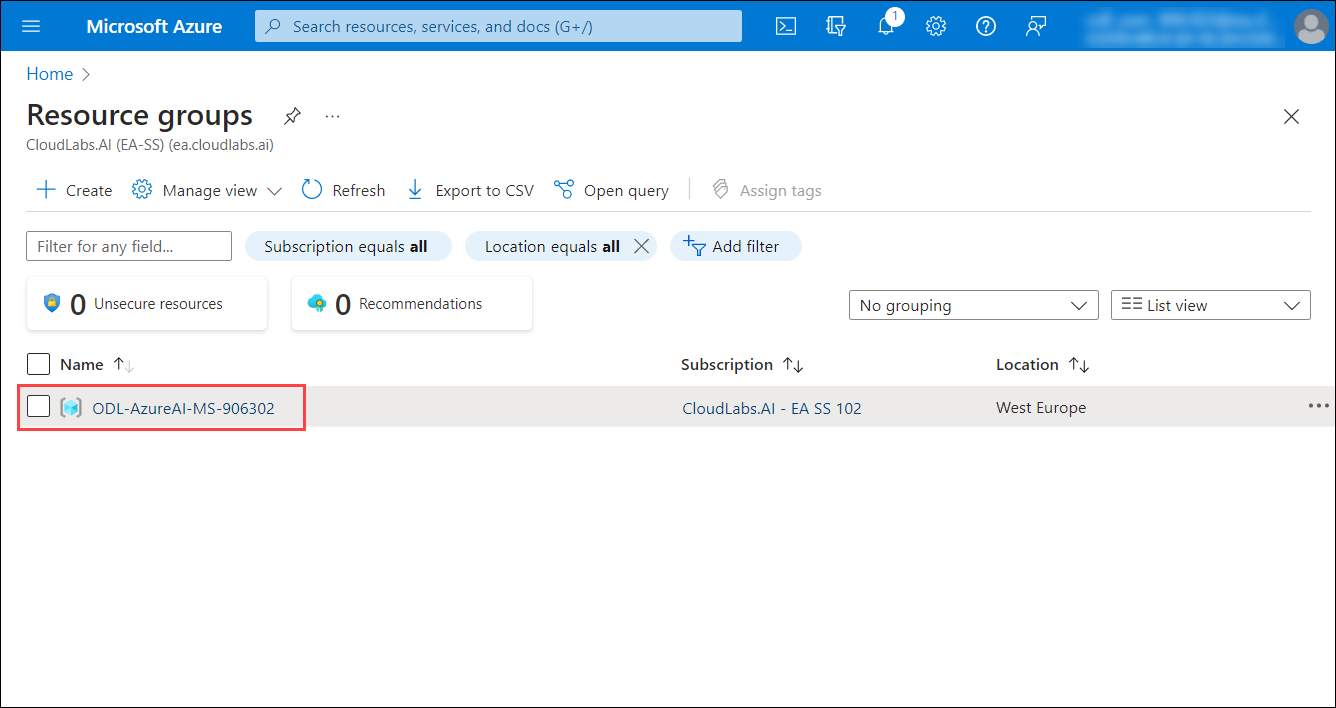 Microsoft Azure
Search resources, services, and docs (G+/)
1
Home
Resource groups
CloudLabs.AI (EA-SS) (ea.cloudlabs.ai)
Create Manage view Refresh Export to CSV Open query Assign tags
Filter for any field... Subscription equals all Location equals all Add filter
0 Unsecure resources 0 Recommendations No grouping List view
Name Subscription Location
ODL-AzureAI-MS-906302 CloudLabs.AI - EA SS 102 West Europe